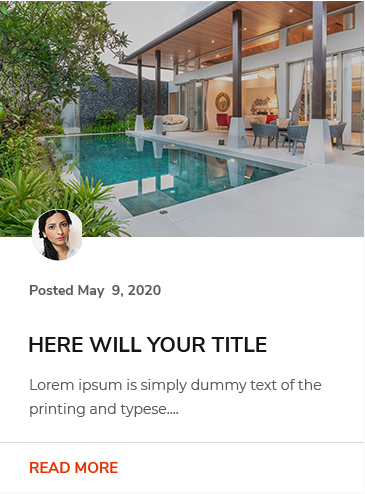 Posted May  9, 2020
HERE WILL YOUR TITLE
Lorem ipsum is simply dummy text of the
printing and typese....
READ MORE